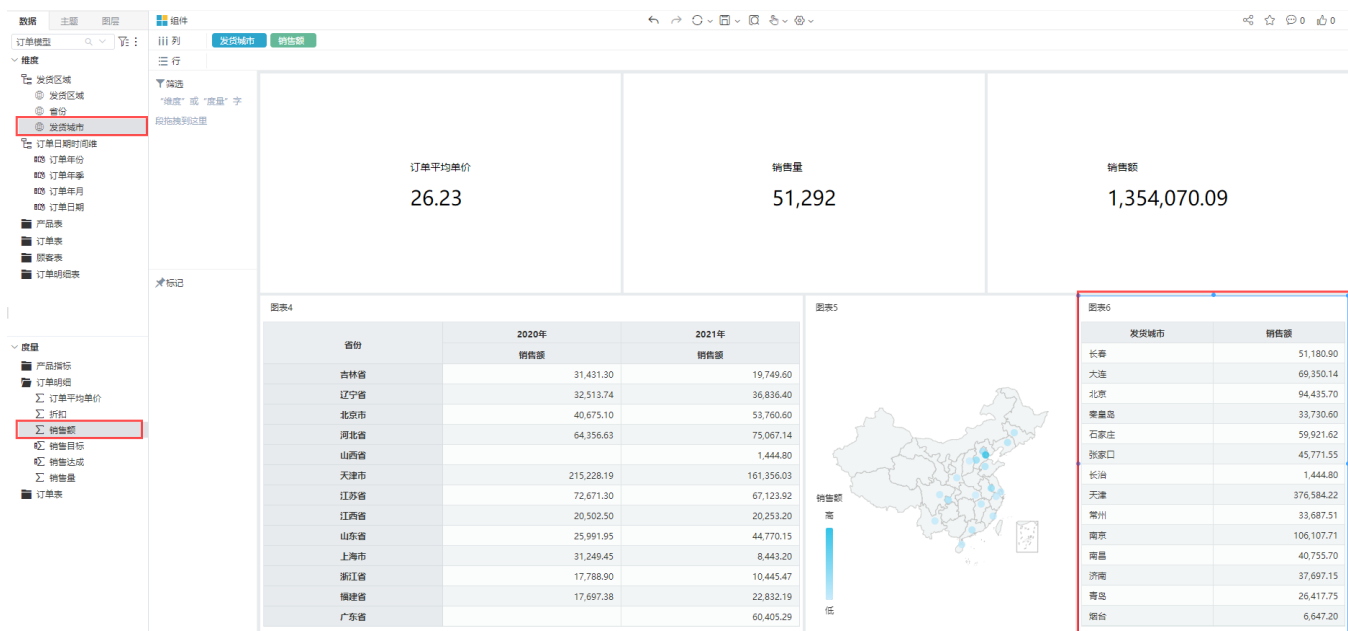 数据 主题 图层
组件
0 0
订单模型
列 发货城市 销售额
行
维度
发货区域
发货区域
省份
发货城市
订单日期时间维
订单年份
订单年季
订单年月
订单日期
产品表
订单表
顾客表
订单明细表
度量
产品指标
订单明细
订单平均单价
折扣
销售额
销售目标
销售达成
销售量
订单表
筛选
“维度” 或 “度量” 字
段拖拽到这里
标记
订单平均单价
26.23
销售量
51,292
销售额
1,354,070.09
图表4
省份 2020年 2021年
销售额 销售额
吉林省 31,431.30 19,749.60
辽宁省 32,513.74 36,836.40
北京市 40,675.10 53,760.60
河北省 64,356.63 75,067.14
山西省 1,444.80
天津市 215,228.19 161,356.03
江苏省 72,671.30 67,123.92
江西省 20,502.50 20,253.20
山东省 25,991.95 44,770.15
上海市 31,249.45 8,443.20
浙江省 17,788.90 10,445.47
福建省 17,697.38 22,832.19
广东省 60,405.29
图表5
销售额
高
低
图表6
发货城市 销售额
长春 51,180.90
大连 69,350.14
北京 94,435.70
秦皇岛 33,730.60
石家庄 59,921.62
张家口 45,771.55
长治 1,444.80
天津 376,584.22
常州 33,687.51
南京 106,107.71
南昌 40,755.70
济南 37,697.15
青岛 26,417.75
烟台 6,647.20